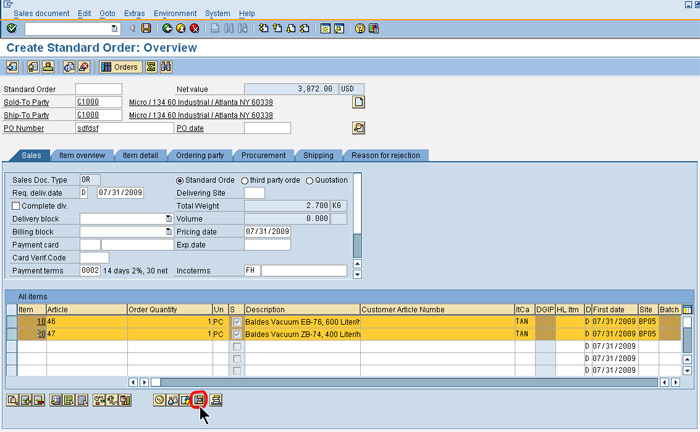 Sales document Edit Goto Extras Environment System Help
Create Standard Order: Overview
Orders
Standard Order Net value 3,872.00 USD
Sold-To Party C1000 Micro / 134 60 Industrial / Atlanta NY 60338
Ship-To Party C1000 Micro / 134 60 Industrial / Atlanta NY 60338
PO Number sdfdsf PO date
Sales Item overview Item detail Ordering party Procurement Shipping Reason for rejection
Sales Doc. Type OR Standard Orde third party orde Quotation
Req. deliv.date D 07/31/2009 Delivering Site
Complete dlv. Total Weight 2.700 KG
Delivery block Volume 0.000
Billing block Pricing date 07/31/2009
Payment card Exp.date
Card Verif.Code
Payment terms 0002 14 days 2%, 30 net Incoterms FH
All items
Item Article Order Quantity Un S Description Customer Article Numbe ItCa DGIP HL Itm D First date Site Batch
10 46 1 PC Baldes Vacuum EB-76, 600 Liter/h TAN D 07/31/2009 BP05
20 47 1 PC Baldes Vacuum ZB-74, 400 Liter/h TAN D 07/31/2009 BP05
D 07/31/2009
D 07/31/2009
D 07/31/2009